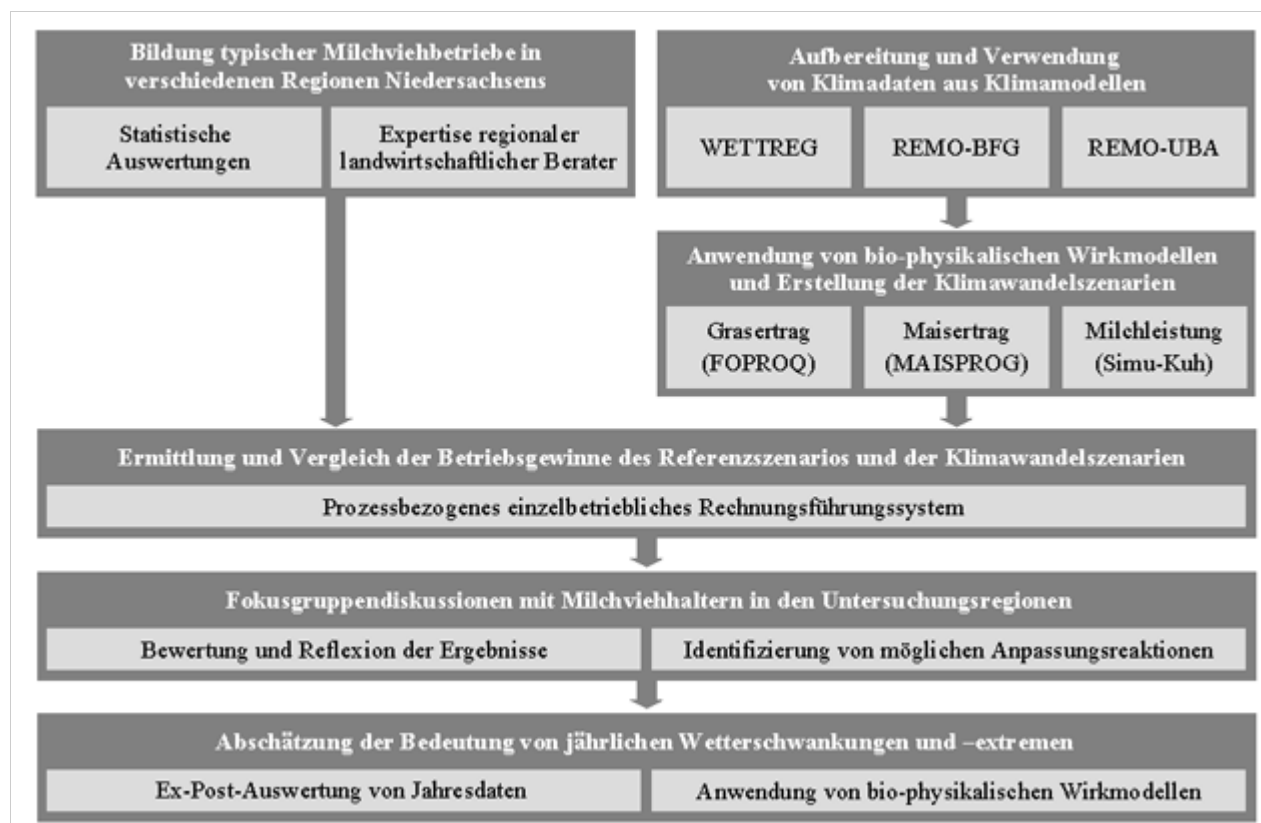 Bildung typischer Milchviehbetriebe in
verschiedenen Regionen Niedersachsens
Statistische
Auswertungen
Expertise regionaler
landwirtschaftlicher Berater
Aufbereitung und Verwendung
von Klimadaten aus Klimamodellen
WETTREG
REMO-BFG
REMO-UBA
Anwendung von bio-physikalischen Wirkmodellen
und Erstellung der Klimawandelszenarien
Grasertrag
(FOPROQ)
Maisertrag
(MAISPROG)
Milchleistung
(Simu-Kuh)
Ermittlung und Vergleich der Betriebsgewinne des Referenzszenarios und der Klimawandelszenarien
Prozessbezogenes einzelbetriebliches Rechnungsführungssystem
Fokusgruppendiskussionen mit Milchviehhaltern in den Untersuchungsregionen
Bewertung und Reflexion der Ergebnisse
Identifizierung von möglichen Anpassungsreaktionen
Abschätzung der Bedeutung von jährlichen Wetterschwankungen und –extremen
Ex-Post-Auswertung von Jahresdaten
Anwendung von bio-physikalischen Wirkmodellen